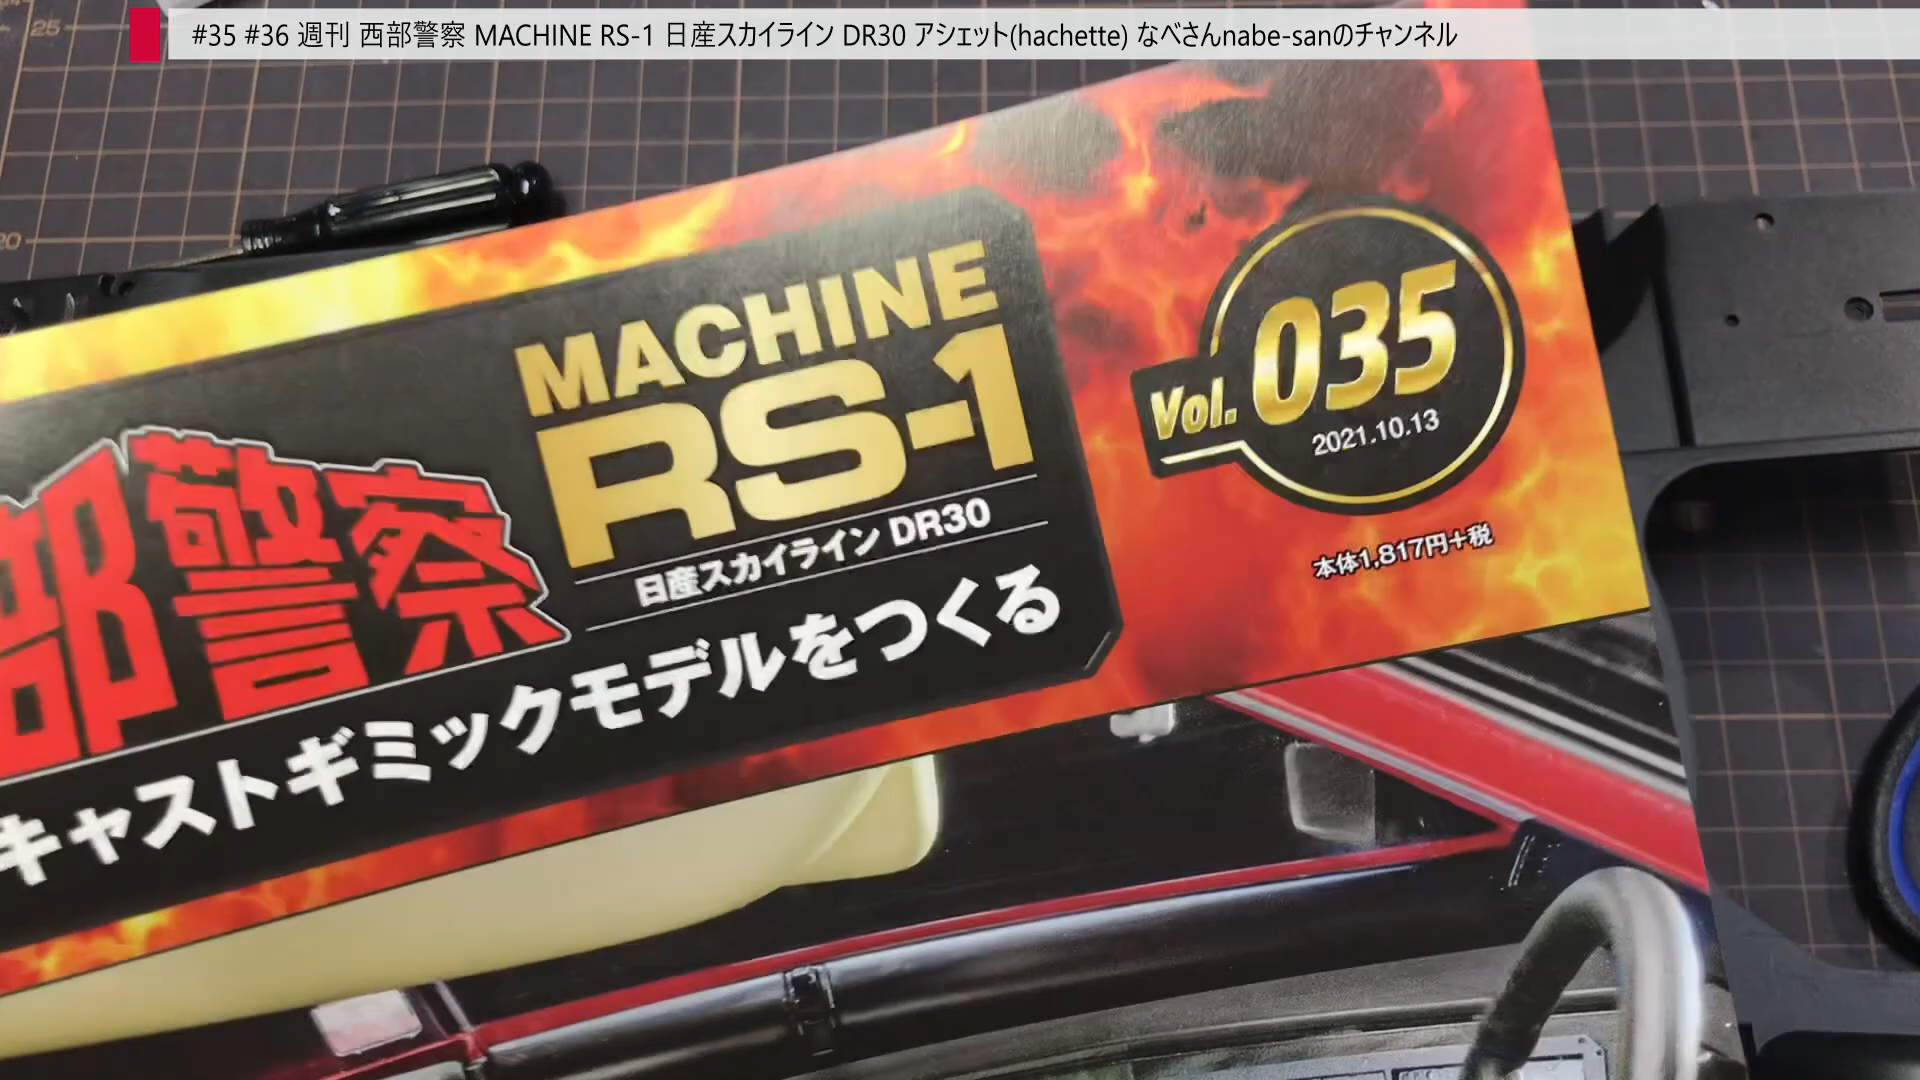 #35 #36 週刊 西部警察 MACHINE RS-1 日産スカイライン DR30 アシェット(hachette) なべさんnabe-sanのチャンネル
25
20
部警察
MACHINE
RS-1
日産スカイライン DR30
キャストギミックモデルをつくる
Vol. 035
2021.10.13
本体1,817円+税